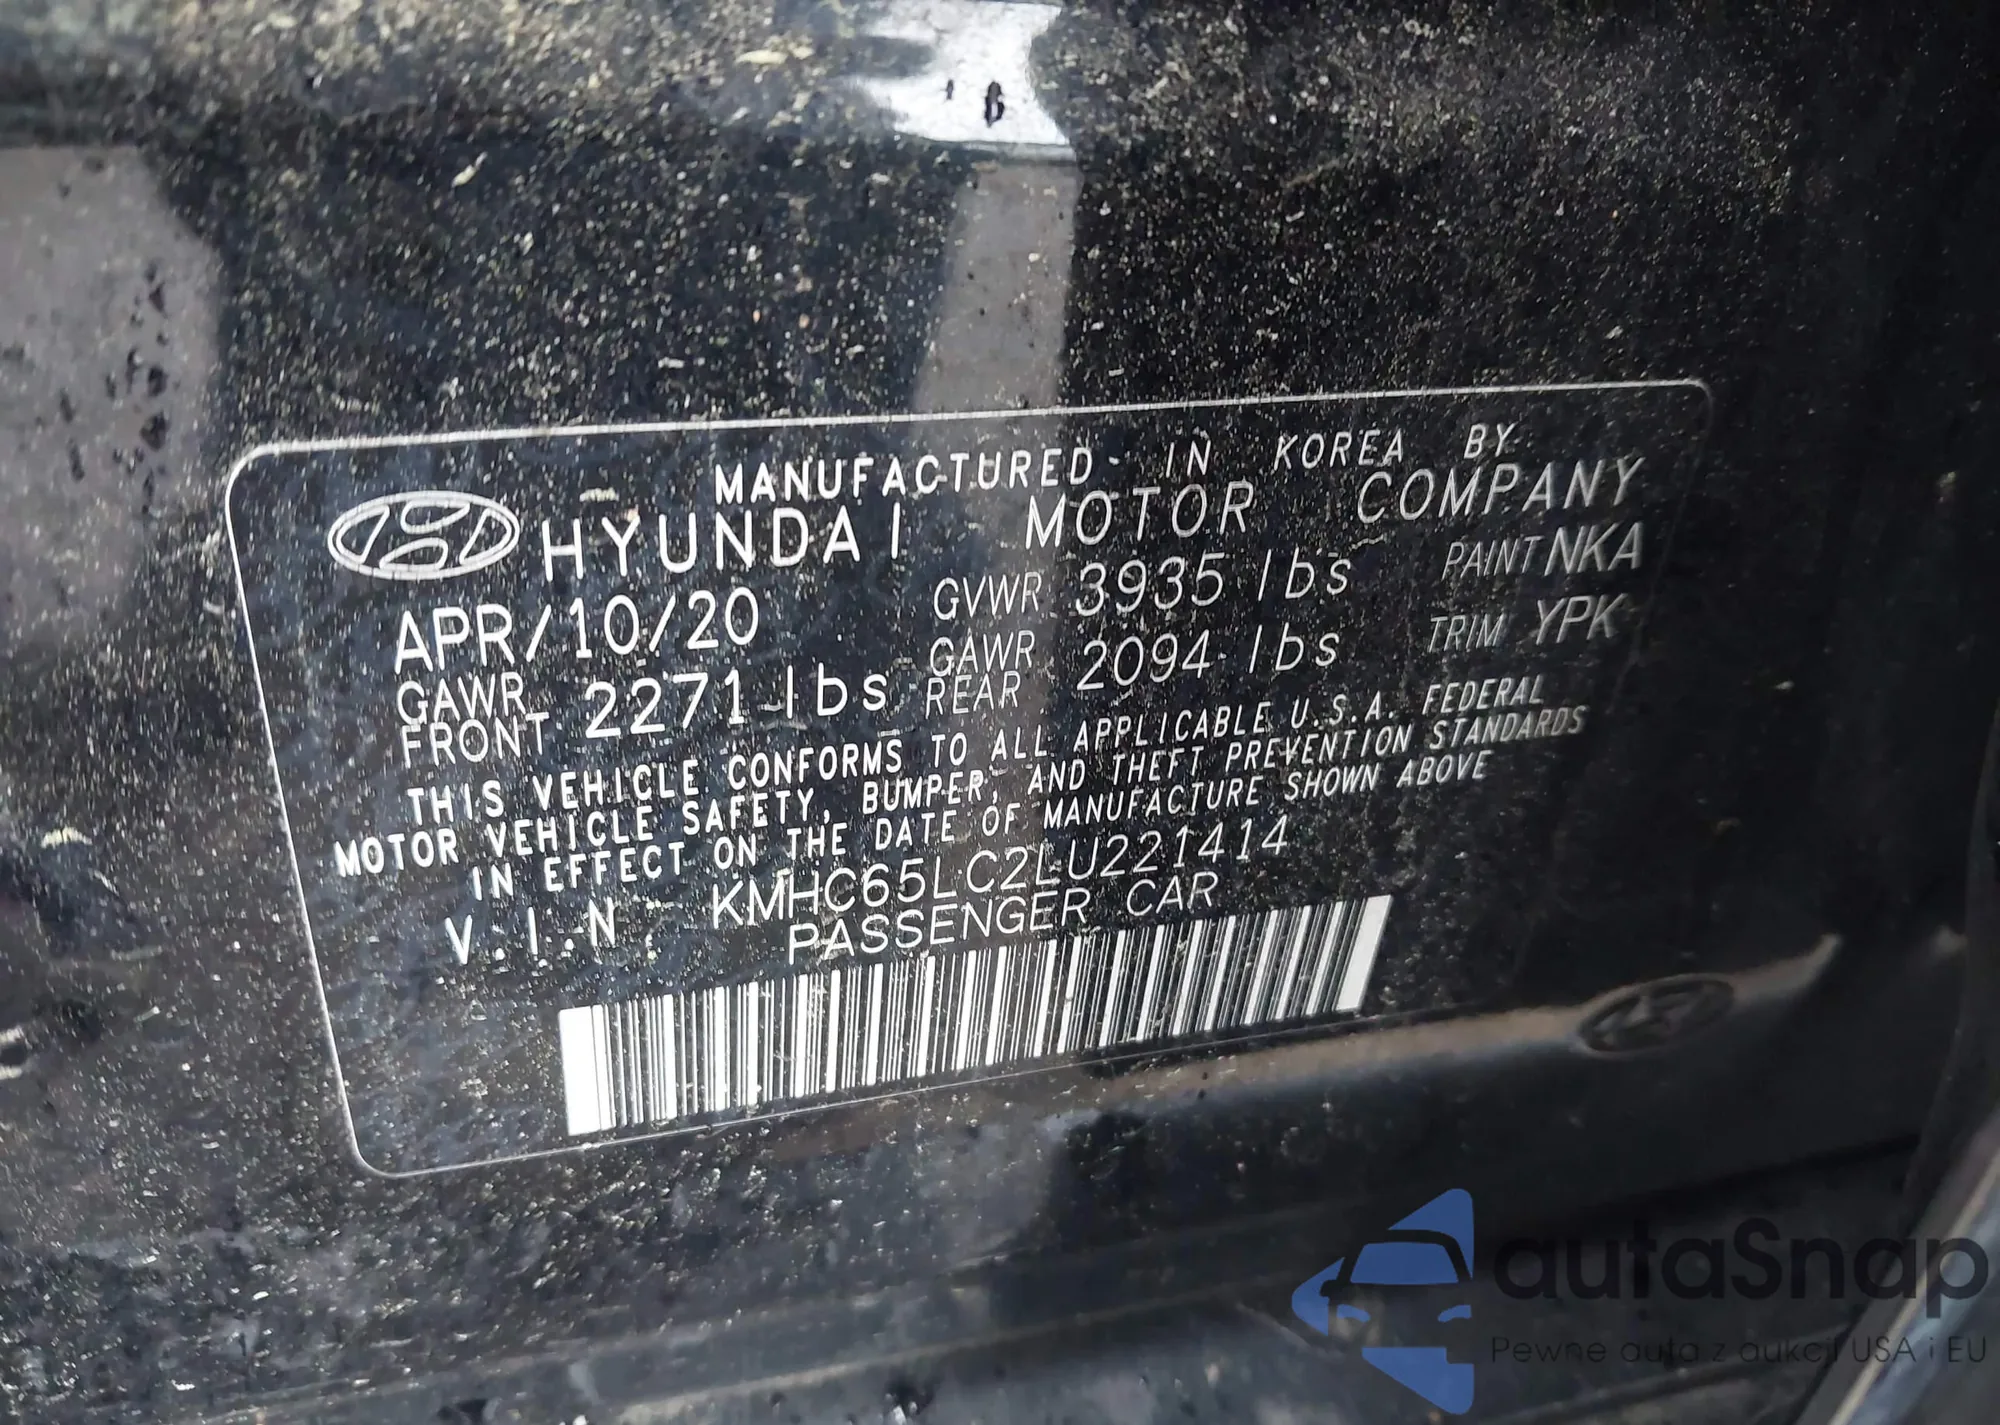 MANUFACTURED IN KOREA BY
HYUNDAI MOTOR COMPANY
APR/10/20 GVWR 3935 lbs PAINT NKA
GAWR FRONT 2271 lbs GAWR REAR 2094 lbs TRIM YPK
THIS VEHICLE CONFORMS TO ALL APPLICABLE U.S.A. FEDERAL
MOTOR VEHICLE SAFETY, BUMPER, AND THEFT PREVENTION STANDARDS
IN EFFECT ON THE DATE OF MANUFACTURE SHOWN ABOVE
V.I.N. KMHC65LC2LU221414
PASSENGER CAR
autaSnap
Pewne auta z aukcji USA i EU